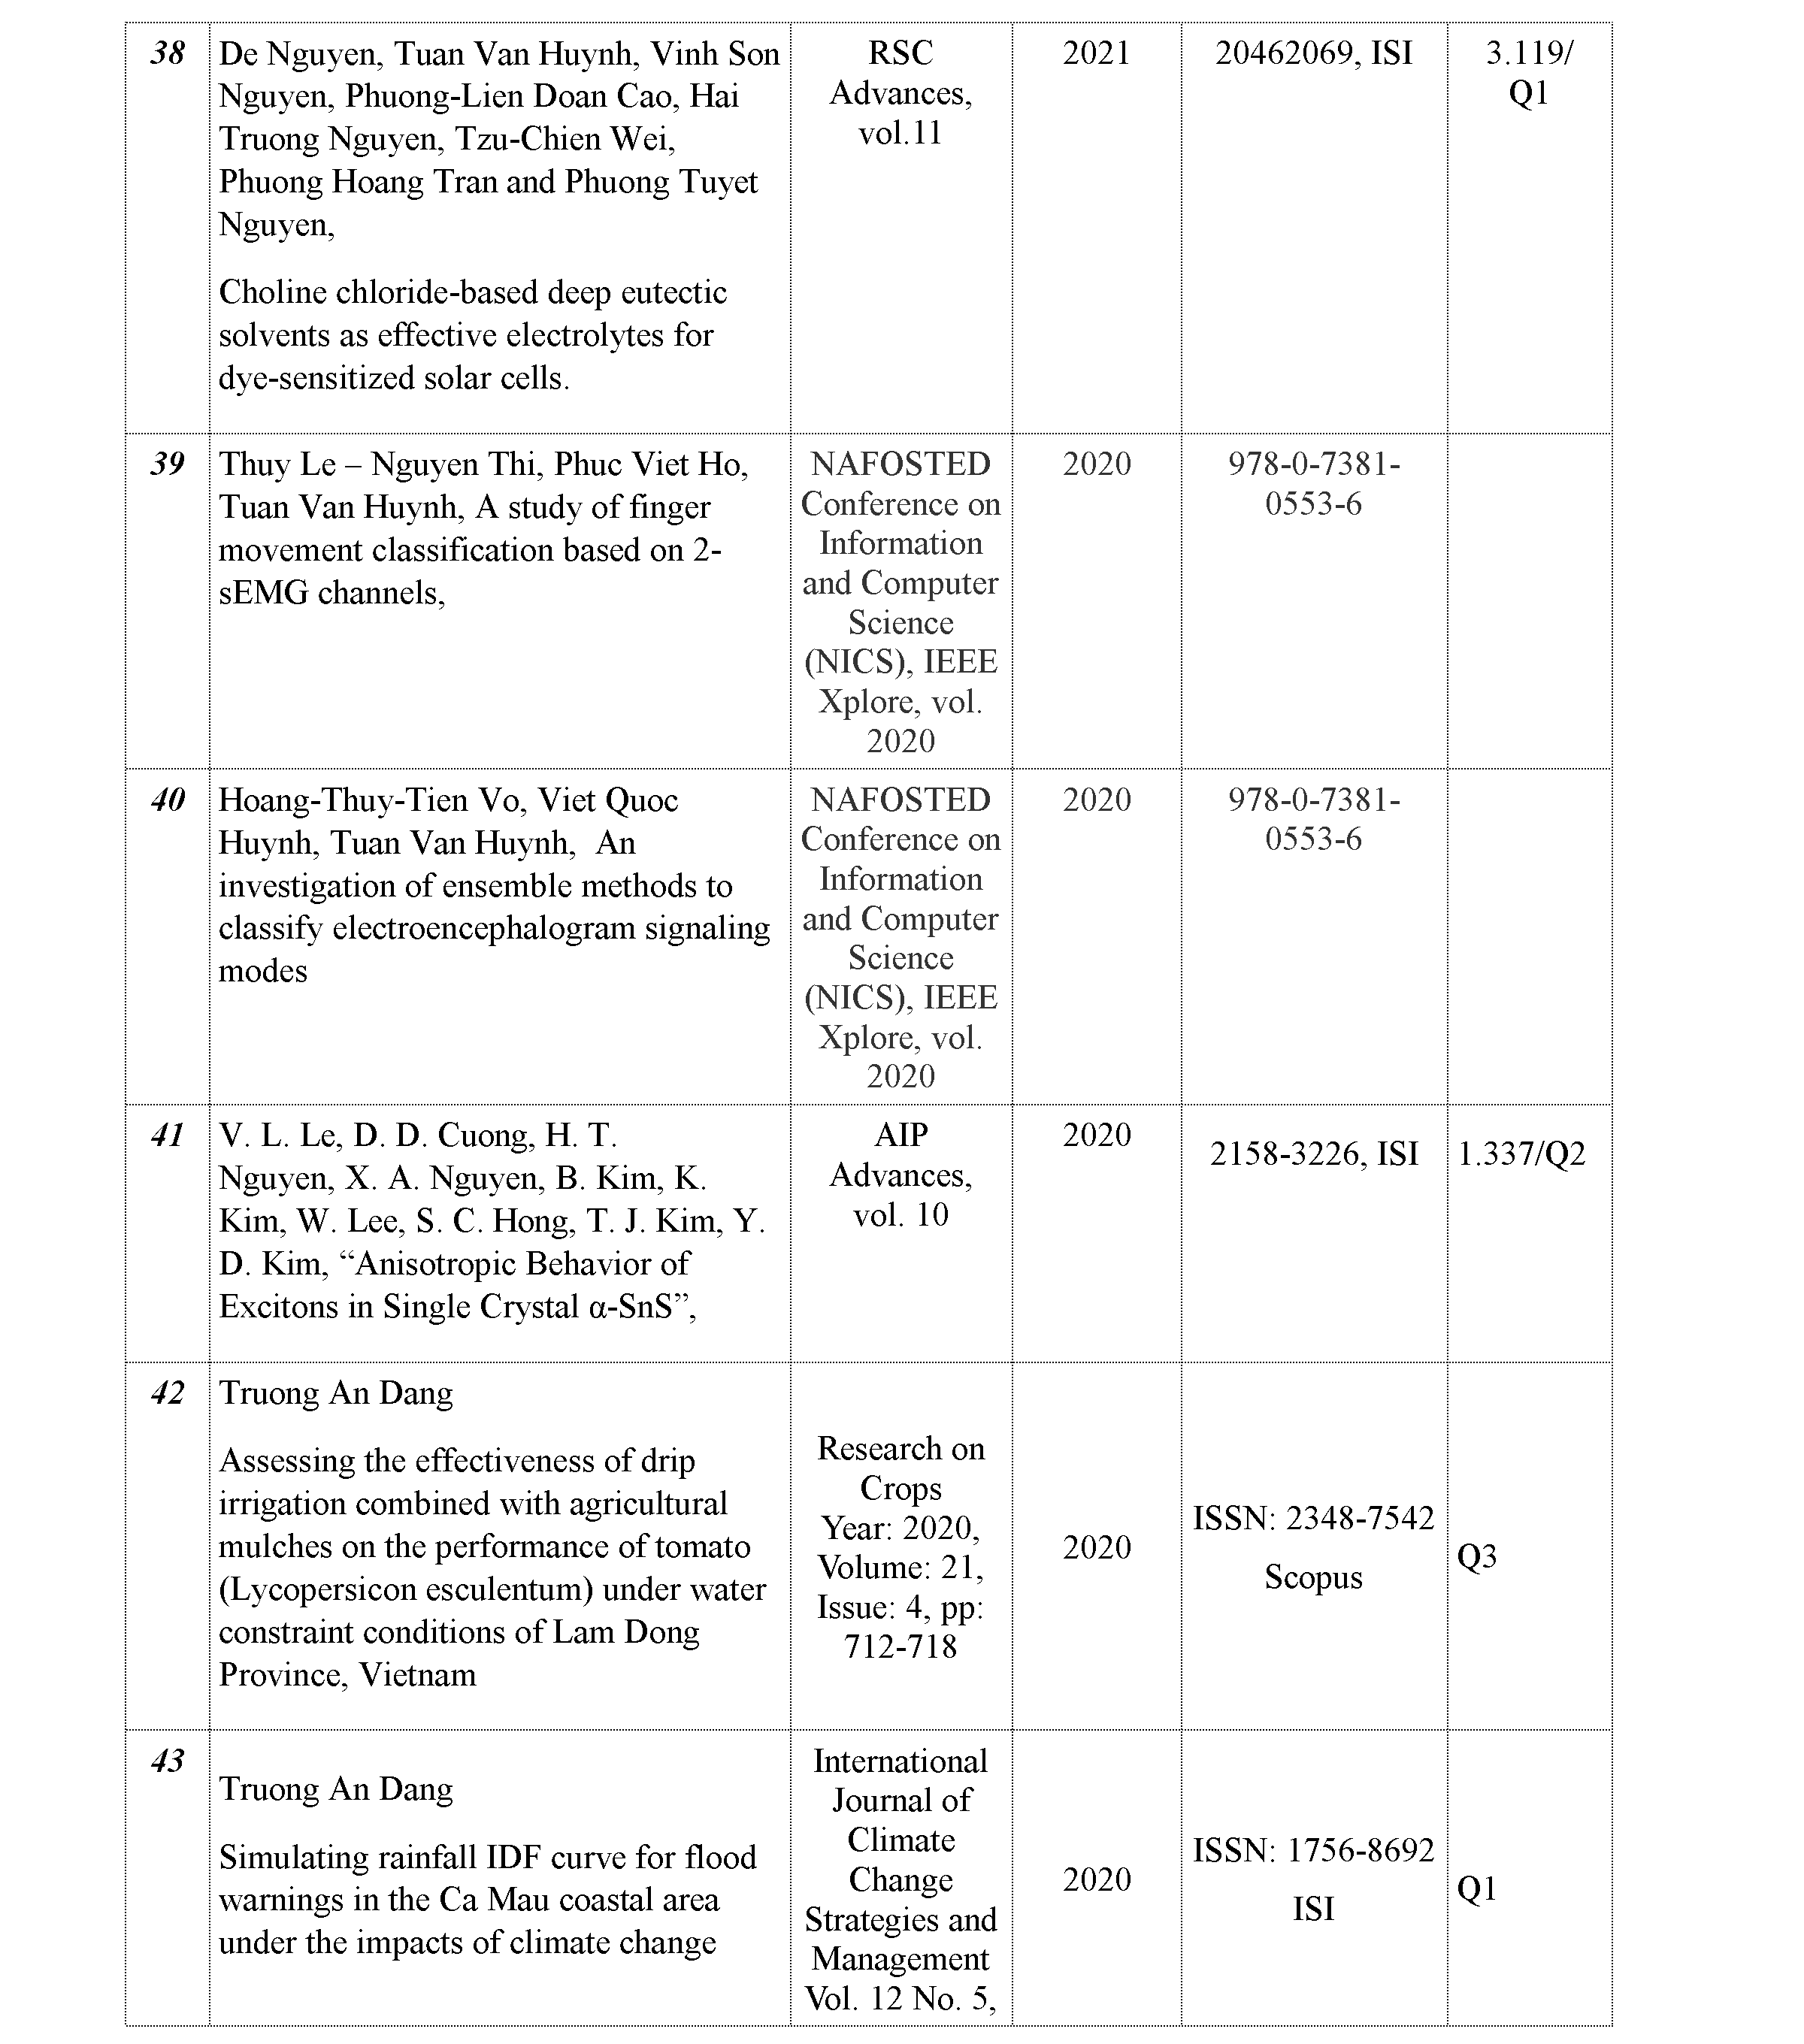 38
De Nguyen, Tuan Van Huynh, Vinh Son
Nguyen, Phuong-Lien Doan Cao, Hai
Truong Nguyen, Tzu-Chien Wei,
Phuong Hoang Tran and Phuong Tuyet
Nguyen,
Choline chloride-based deep eutectic
solvents as effective electrolytes for
dye-sensitized solar cells.
RSC
Advances,
vol.11
2021
20462069, ISI
3.119/
Q1
39
Thuy Le – Nguyen Thi, Phuc Viet Ho,
Tuan Van Huynh, A study of finger
movement classification based on 2-
sEMG channels,
NAFOSTED
Conference on
Information
and Computer
Science
(NICS), IEEE
Xplore, vol.
2020
2020
978-0-7381-
0553-6
40
Hoang-Thuy-Tien Vo, Viet Quoc
Huynh, Tuan Van Huynh,  An
investigation of ensemble methods to
classify electroencephalogram signaling
modes
NAFOSTED
Conference on
Information
and Computer
Science
(NICS), IEEE
Xplore, vol.
2020
2020
978-0-7381-
0553-6
41
V. L. Le, D. D. Cuong, H. T.
Nguyen, X. A. Nguyen, B. Kim, K.
Kim, W. Lee, S. C. Hong, T. J. Kim, Y.
D. Kim, “Anisotropic Behavior of
Excitons in Single Crystal α-SnS”,
AIP
Advances,
vol. 10
2020
2158-3226, ISI
1.337/Q2
42
Truong An Dang
Assessing the effectiveness of drip
irrigation combined with agricultural
mulches on the performance of tomato
(Lycopersicon esculentum) under water
constraint conditions of Lam Dong
Province, Vietnam
Research on
Crops
Year: 2020,
Volume: 21,
Issue: 4, pp:
712-718
2020
ISSN: 2348-7542
Scopus
Q3
43
Truong An Dang
Simulating rainfall IDF curve for flood
warnings in the Ca Mau coastal area
under the impacts of climate change
International
Journal of
Climate
Change
Strategies and
Management
Vol. 12 No. 5,
2020
ISSN: 1756-8692
ISI
Q1